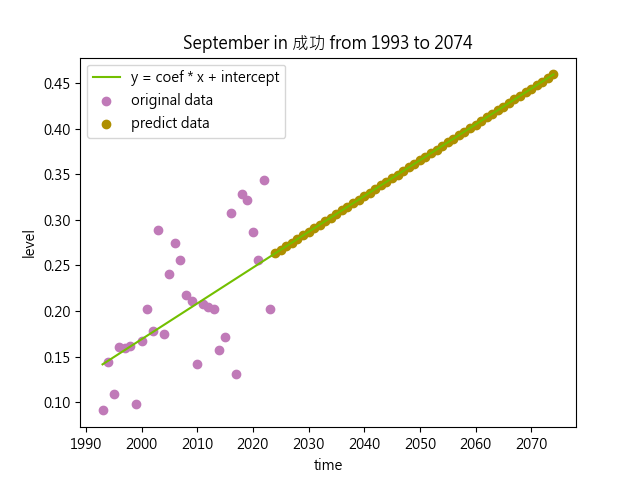 September in 成功 from 1993 to 2074
y = coef * x + intercept
original data
predict data
level
0.45
0.40
0.35
0.30
0.25
0.20
0.15
0.10
1990
2000
2010
2020
2030
2040
2050
2060
2070
time